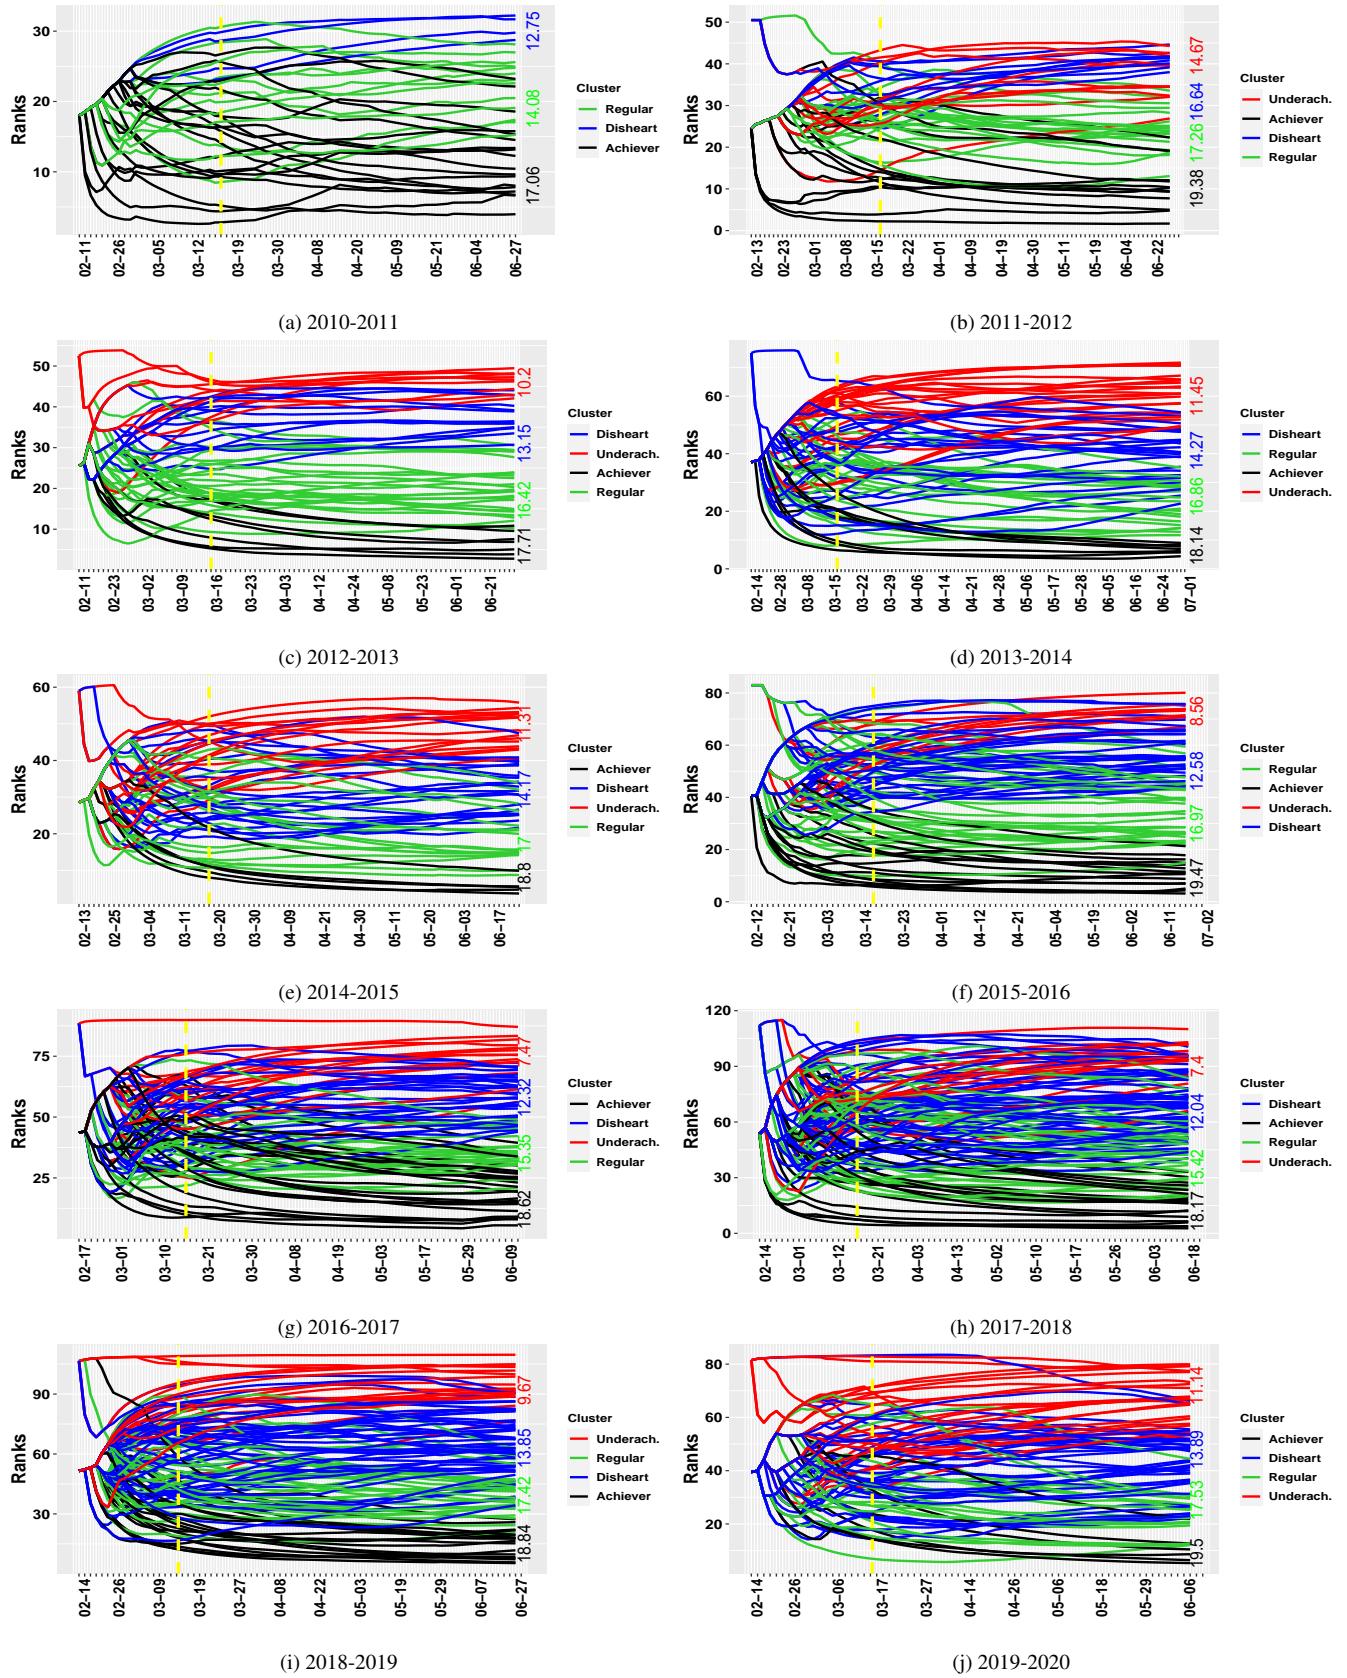 Ranks
30
20
10
02-11
02-26
03-05
03-12
03-19
04-08
04-20
05-09
05-21
06-04
06-27
12.75
14.08
17.06
Cluster
Regular
Disheart
Achiever
(a) 2010-2011
Ranks
50
40
30
20
10
0
02-13
02-23
03-01
03-08
03-15
03-22
04-01
04-09
04-29
05-11
05-19
06-04
06-22
14.67
16.64
17.26
19.38
Cluster
Underach.
Achiever
Disheart
Regular
(b) 2011-2012
Ranks
50
40
30
20
10
02-11
02-23
03-02
03-09
03-16
03-23
04-03
04-12
04-24
05-12
05-23
06-01
06-21
10.2
13.15
16.42
17.71
Cluster
Disheart
Underach.
Achiever
Regular
(c) 2012-2013
Ranks
60
40
20
0
02-14
02-28
03-08
03-15
03-22
03-29
04-06
04-14
04-28
05-06
05-17
05-28
06-05
06-16
06-24
07-01
11.45
14.27
16.86
18.14
Cluster
Disheart
Regular
Achiever
Underach.
(d) 2013-2014
Ranks
60
40
20
02-13
02-25
03-04
03-11
03-20
03-30
04-09
04-21
05-11
05-20
06-03
06-17
11.31
14.17
17
18.8
Cluster
Achiever
Disheart
Underach.
Regular
(e) 2014-2015
Ranks
80
60
40
20
0
02-12
02-21
03-03
03-14
03-23
04-01
04-12
04-21
05-04
05-19
06-02
06-11
07-02
8.56
12.58
16.97
19.47
Cluster
Regular
Achiever
Underach.
Disheart
(f) 2015-2016
Ranks
75
50
25
02-17
03-01
03-10
03-21
03-30
04-08
04-19
05-03
05-17
05-29
06-09
7.47
12.32
15.35
18.62
Cluster
Achiever
Disheart
Underach.
Regular
(g) 2016-2017
Ranks
120
90
60
30
0
02-14
03-01
03-12
03-21
04-03
04-13
05-02
05-10
05-17
05-26
06-03
06-18
7.4
12.04
15.42
18.17
Cluster
Disheart
Achiever
Regular
Underach.
(h) 2017-2018
Ranks
90
60
30
02-14
02-26
03-09
03-19
03-27
04-08
04-22
05-03
05-19
05-29
06-07
06-27
9.67
13.85
17.42
18.84
Cluster
Underach.
Regular
Disheart
Achiever
(i) 2018-2019
Ranks
80
60
40
20
02-14
02-26
03-06
03-17
03-27
04-14
04-26
05-06
05-18
05-29
06-06
11.14
13.89
17.53
19.5
Cluster
Achiever
Disheart
Regular
Underach.
(j) 2019-2020